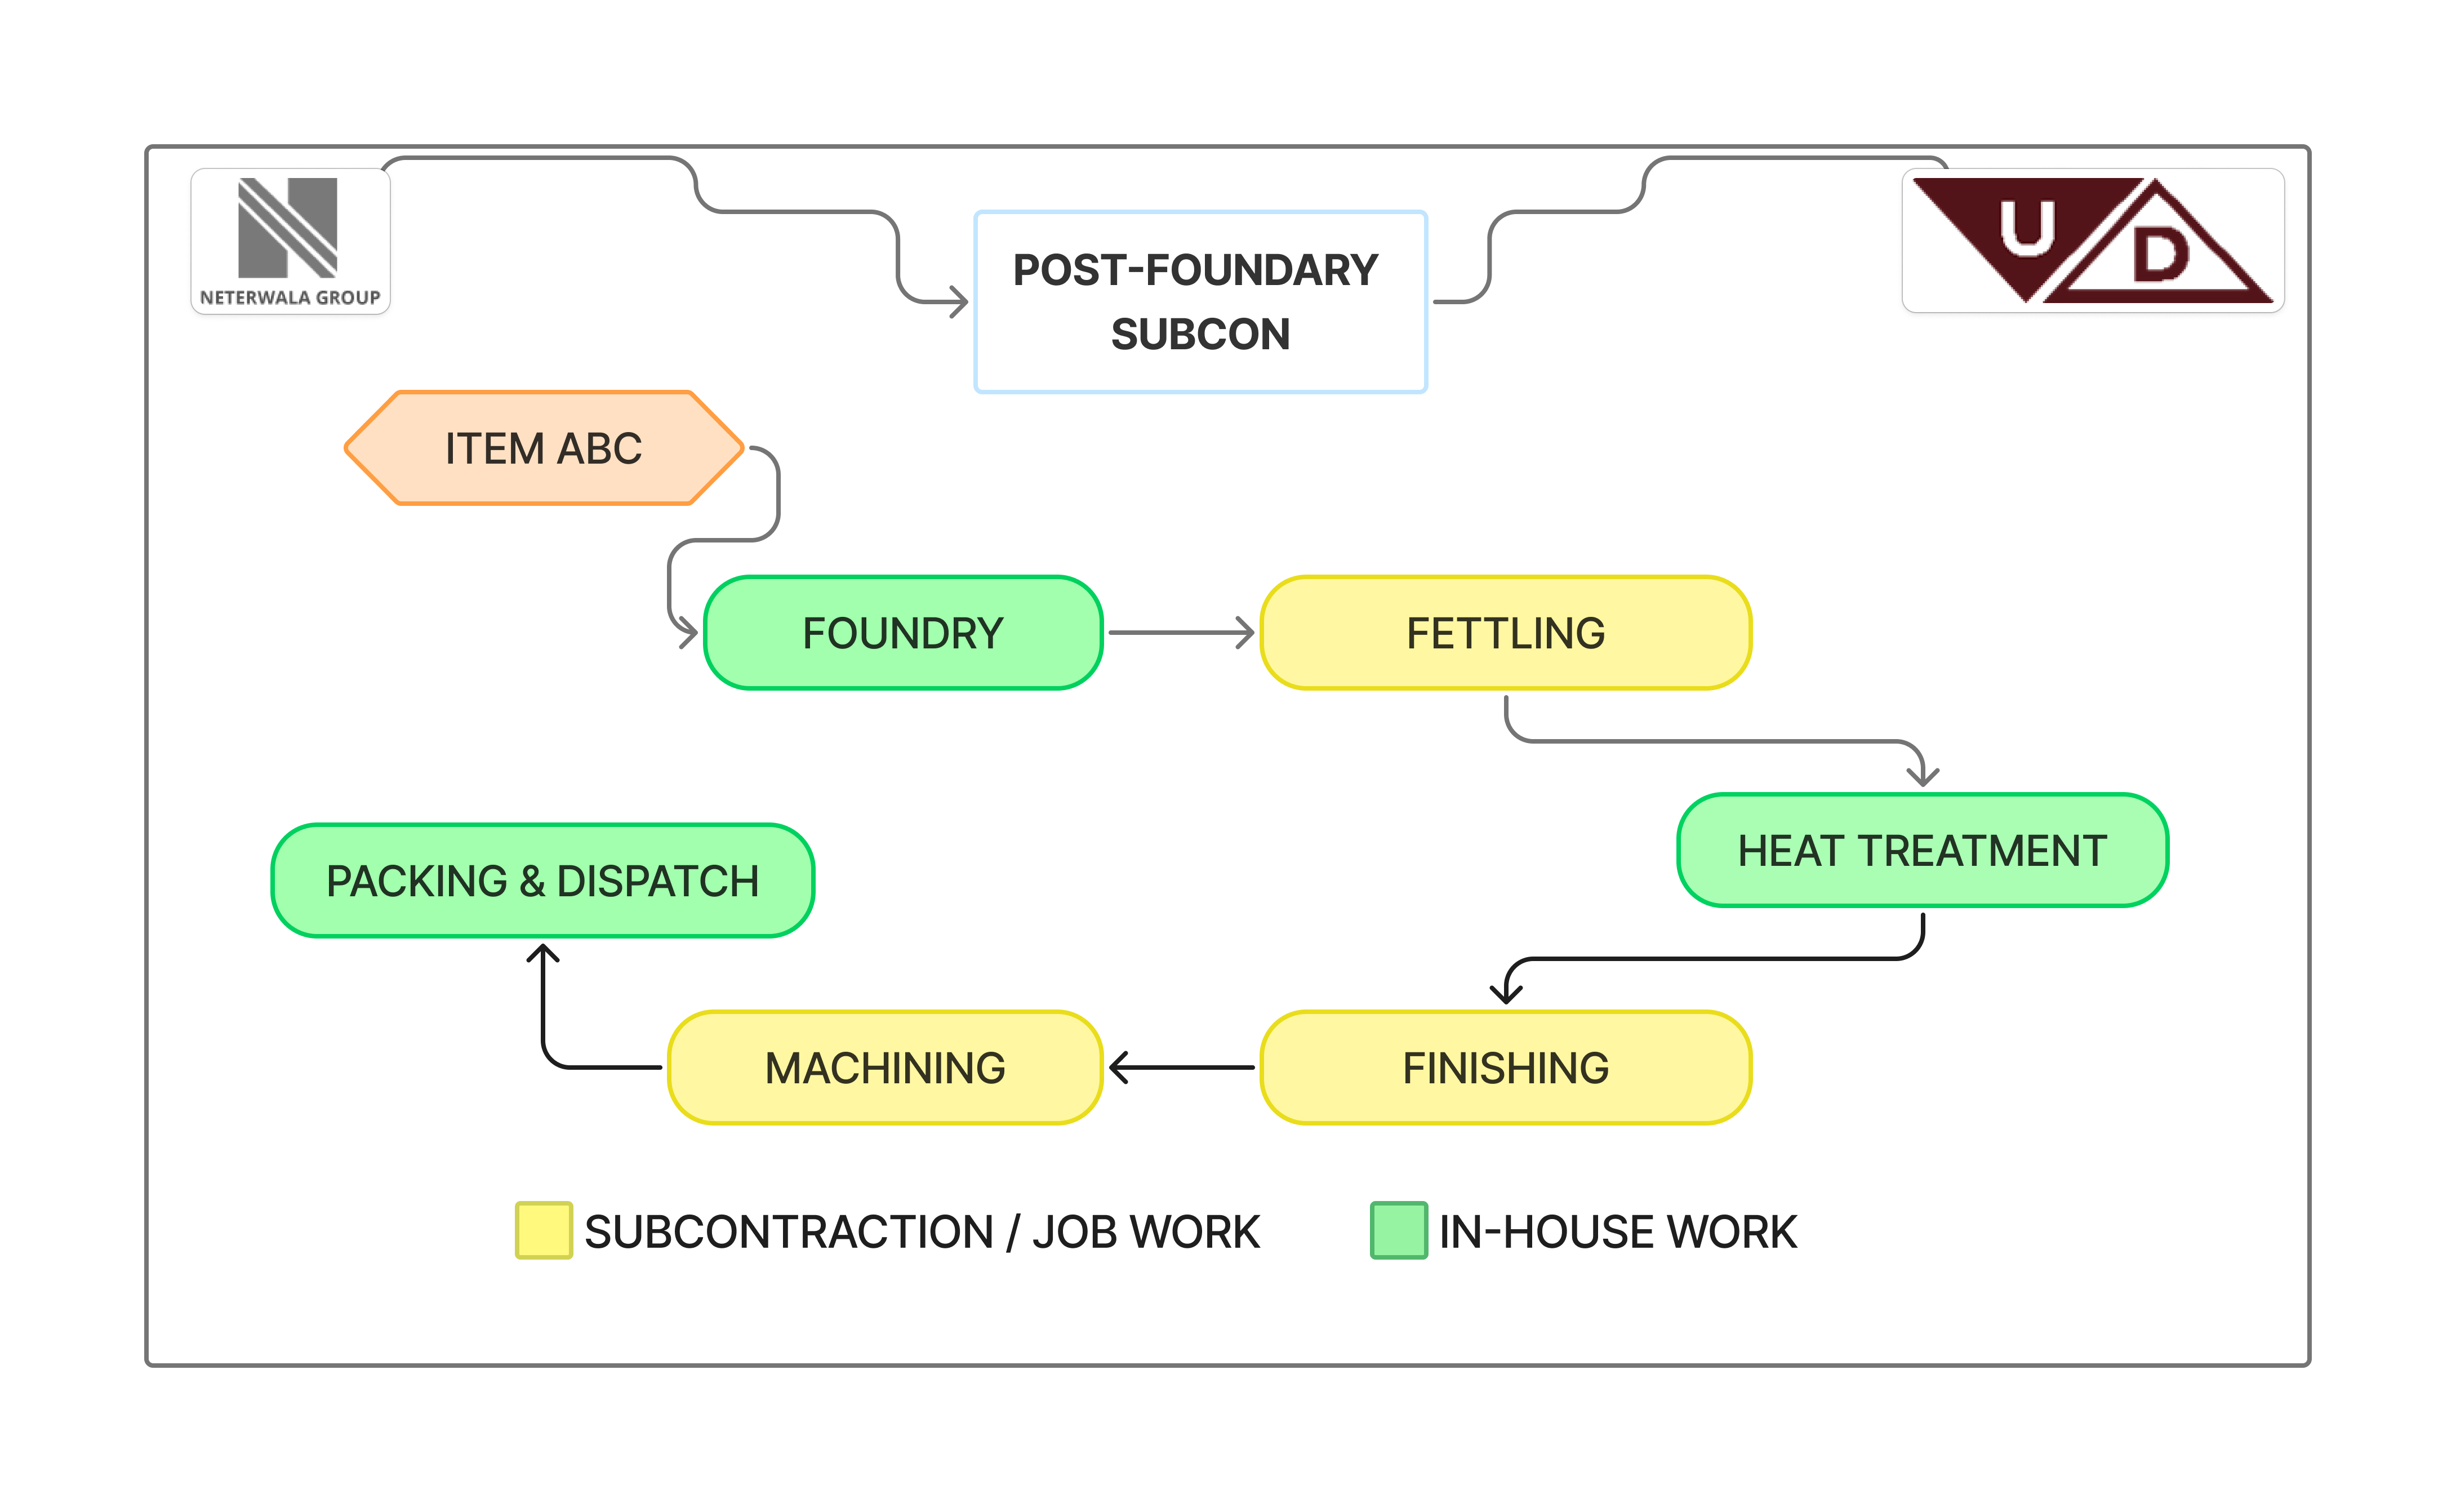 NETERWALA GROUP
POST-FOUNDARY
SUBCON
U
D
ITEM ABC
FOUNDRY
FETTLING
HEAT TREATMENT
PACKING & DISPATCH
MACHINING
FINISHING
SUBCONTRACTION / JOB WORK
IN-HOUSE WORK